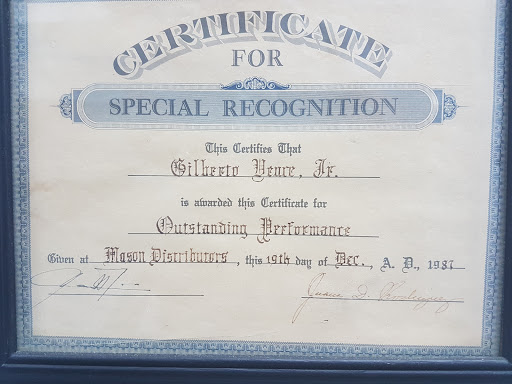 CERTIFICATE
FOR
SPECIAL RECOGNITION
This Certifies That
Gilberto Yenre, Jr.
is awarded this Certificate for
Outstanding Performance
Given at Mason Distributors, this 19th day of Dec., A. D., 1987